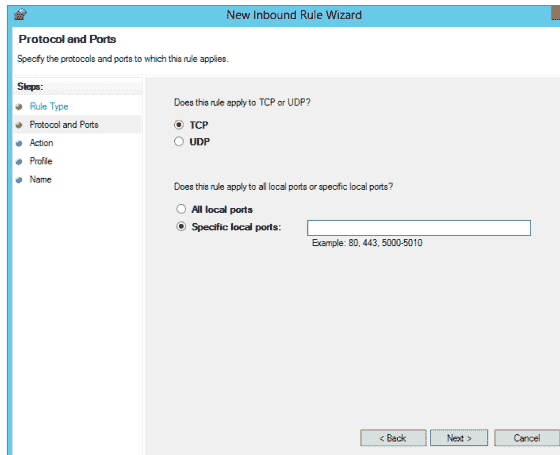 New Inbound Rule Wizard
Protocol and Ports
Specify the protocols and ports to which this rule applies.
Steps:
Rule Type
Protocol and Ports
Action
Profile
Name
Does this rule apply to TCP or UDP?
TCP
UDP
Does this rule apply to all local ports or specific local ports?
All local ports
Specific local ports:
Example: 80, 443, 5000-5010
< Back Next > Cancel